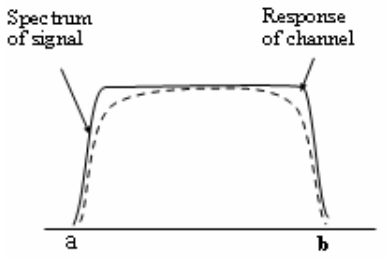 Spectrum
of signal
Response
of channel
a
b